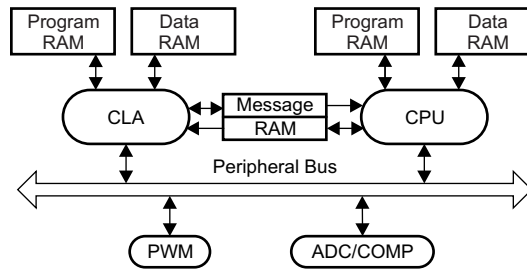 Program
RAM
Data
RAM
Program
RAM
Data
RAM
CLA
Message
RAM
CPU
Peripheral Bus
PWM
ADC/COMP